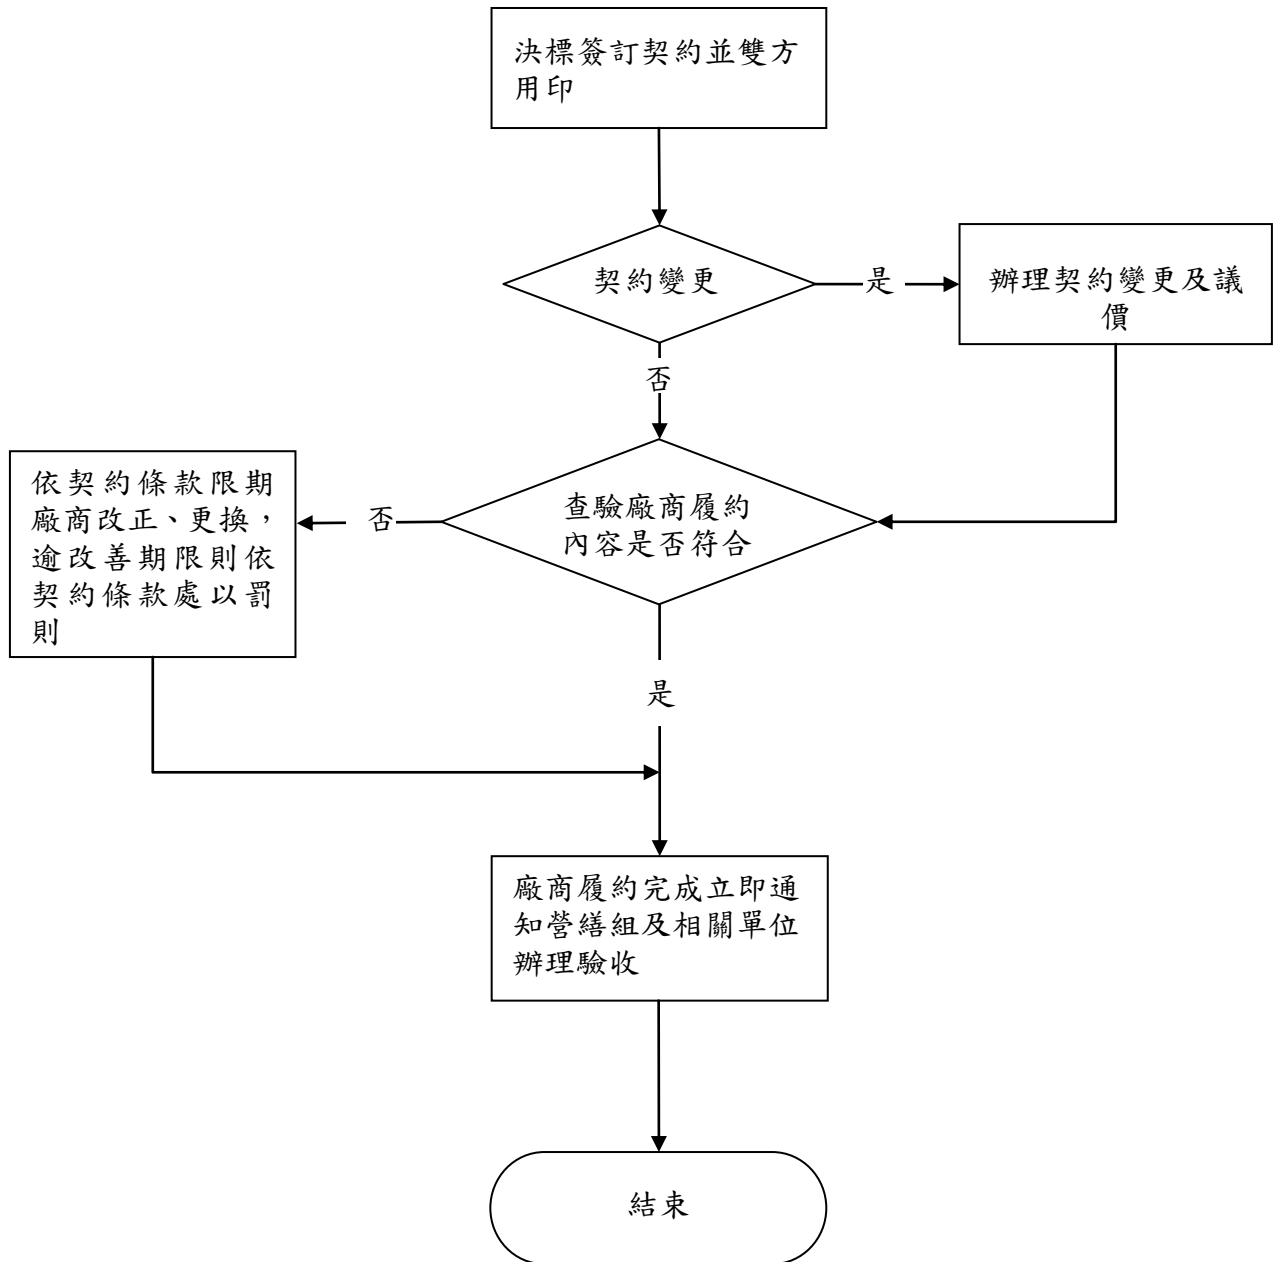 決標簽訂契約並雙方
用印
契約變更
是
辦理契約變更及議
價
否
依契約條款限期
廠商改正、更換，
逾改善期限則依
契約條款處以罰
則
否
查驗廠商履約
內容是否符合
是
廠商履約完成立即通
知營繕組及相關單位
辦理驗收
結束